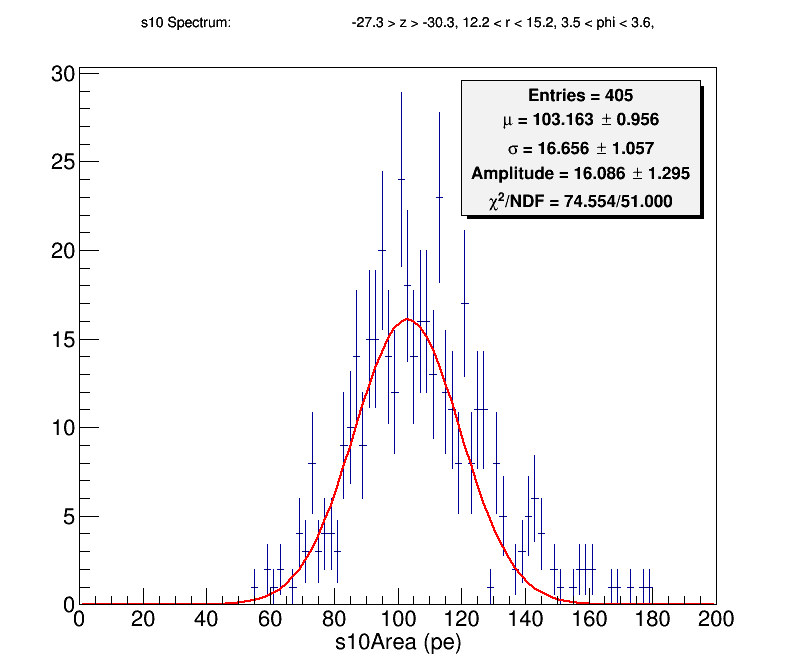 s10 Spectrum: -27.3 > z > -30.3, 12.2 < r < 15.2, 3.5 < phi < 3.6,
Entries = 405
μ = 103.163 ± 0.956
σ = 16.656 ± 1.057
Amplitude = 16.086 ± 1.295
χ²/NDF = 74.554/51.000
30
25
20
15
10
5
0
0 20 40 60 80 100 120 140 160 180 200
s10Area (pe)